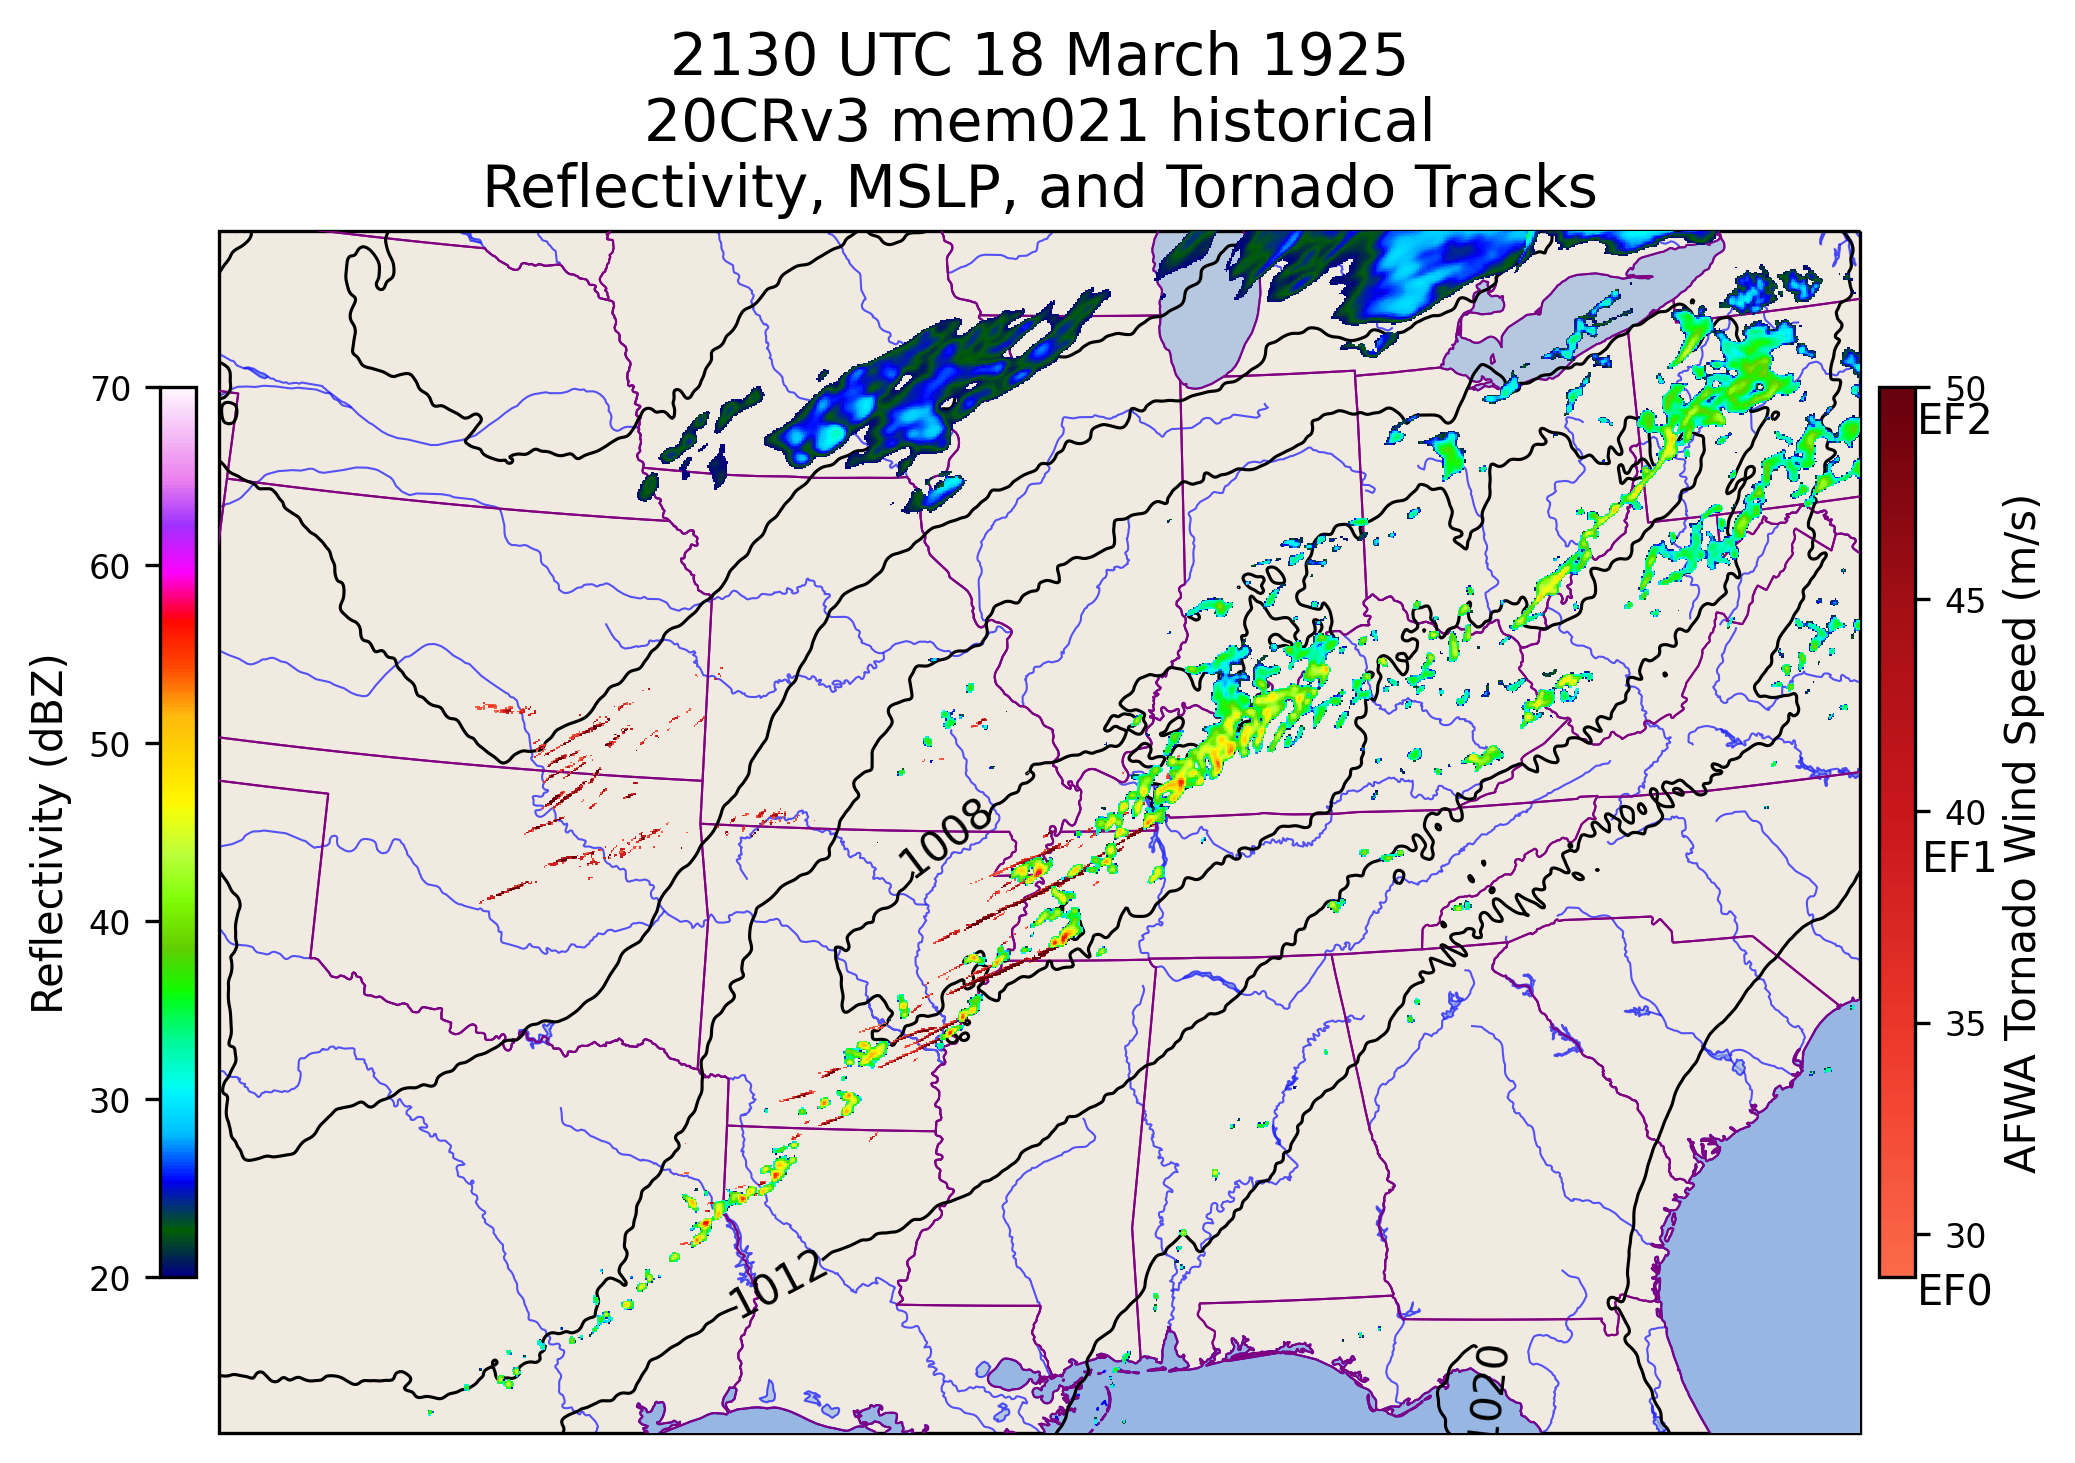 2130 UTC 18 March 1925
20CRv3 mem021 historical
Reflectivity, MSLP, and Tornado Tracks
70
60
50
40
30
20
Reflectivity (dBZ)
0
1008
1012
1020
50
EF2
45
40
EF1
35
30
EF0
AFWA Tornado Wind Speed (m/s)